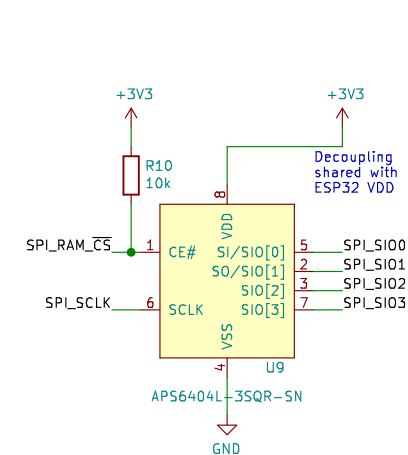 +3V3
+3V3
R10
10k
Decoupling
shared with
ESP32 VDD
8
VDD
SPI_RAM_CS
1
CE#
SI/SIO[0]
5
SPI_SIO0
SO/SIO[1]
2
SPI_SIO1
SIO[2]
3
SPI_SIO2
SPI_SCLK
6
SCLK
SIO[3]
7
SPI_SIO3
VSS
4
U9
APS6404L-3SQR-SN
GND